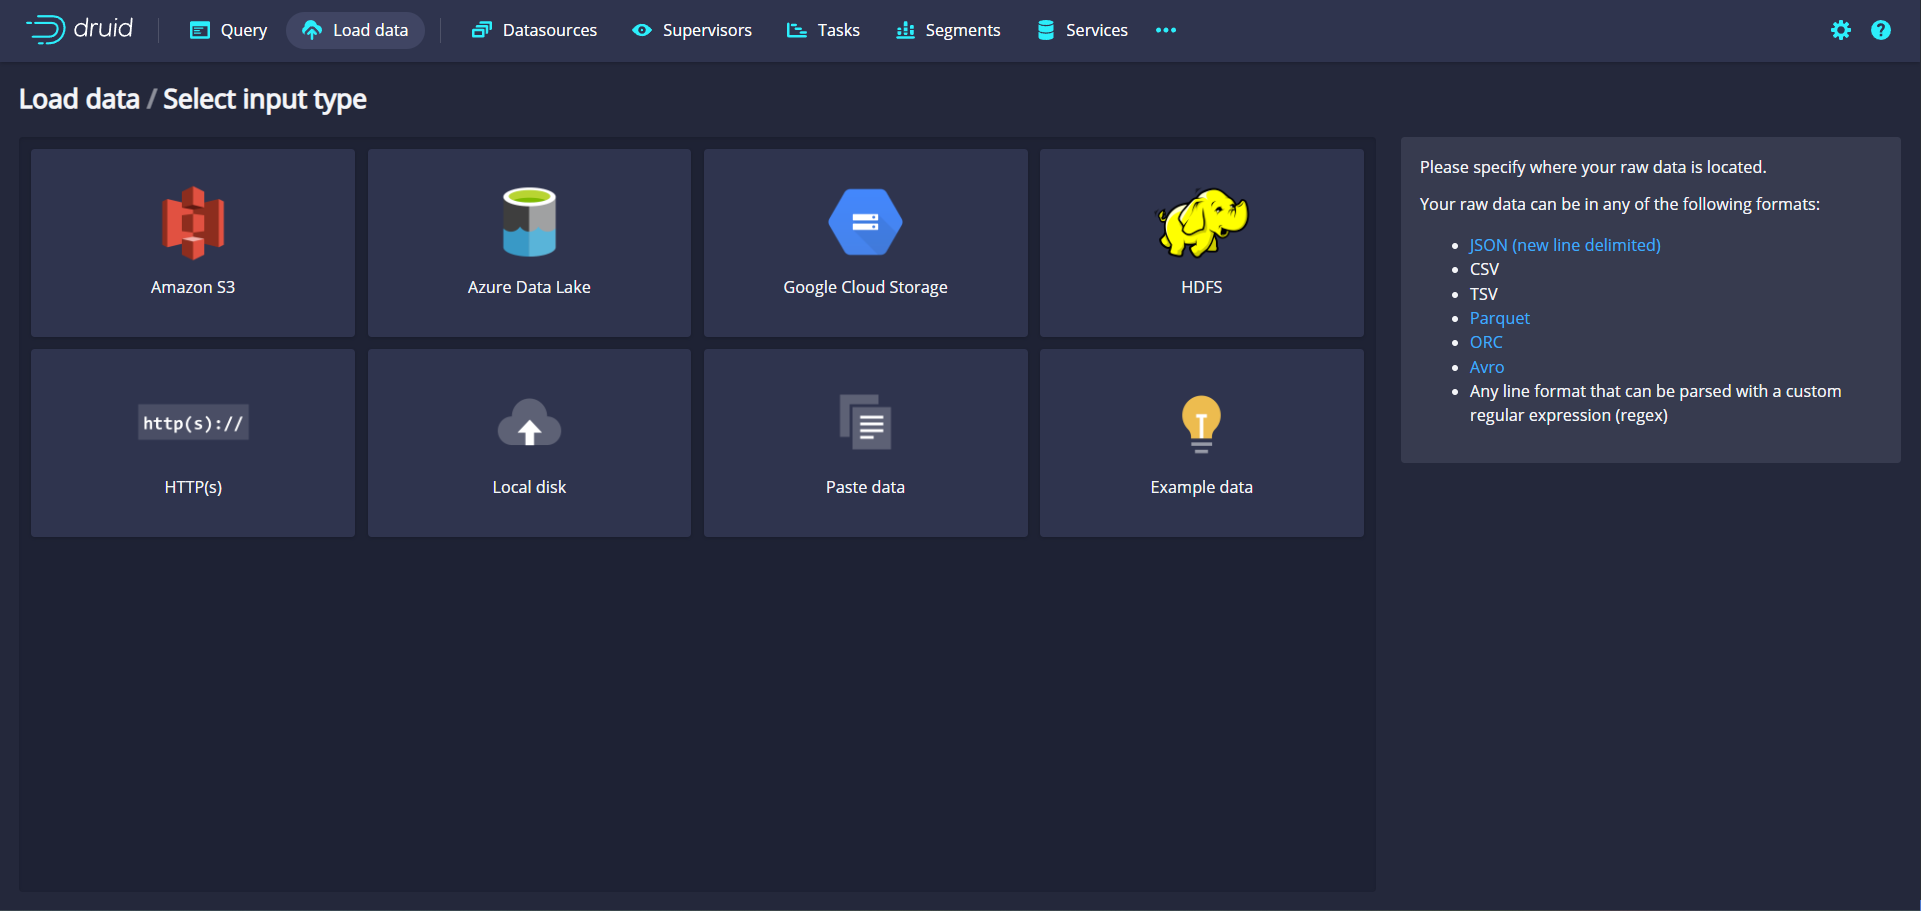 druid Query Load data Datasources Supervisors Tasks Segments Services
Load data / Select input type
Amazon S3
Azure Data Lake
Google Cloud Storage
HDFS
http(s)://
HTTP(s)
Local disk
Paste data
Example data
Please specify where your raw data is located.
Your raw data can be in any of the following formats:
JSON (new line delimited)
CSV
TSV
Parquet
ORC
Avro
Any line format that can be parsed with a custom
regular expression (regex)